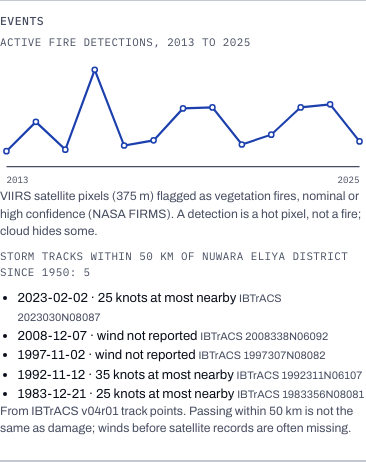 EVENTS
ACTIVE FIRE DETECTIONS, 2013 TO 2025
2013 2025
VIIRS satellite pixels (375 m) flagged as vegetation fires, nominal or
high confidence (NASA FIRMS). A detection is a hot pixel, not a fire;
cloud hides some.
STORM TRACKS WITHIN 50 KM OF NUWARA ELIYA DISTRICT
SINCE 1950: 5
• 2023-02-02 · 25 knots at most nearby IBTrACS
2023030N08087
• 2008-12-07 · wind not reported IBTrACS 2008338N06092
• 1997-11-02 · wind not reported IBTrACS 1997307N08082
• 1992-11-12 · 35 knots at most nearby IBTrACS 1992311N06107
• 1983-12-21 · 25 knots at most nearby IBTrACS 1983356N08081
From IBTrACS v04r01 track points. Passing within 50 km is not the
same as damage; winds before satellite records are often missing.